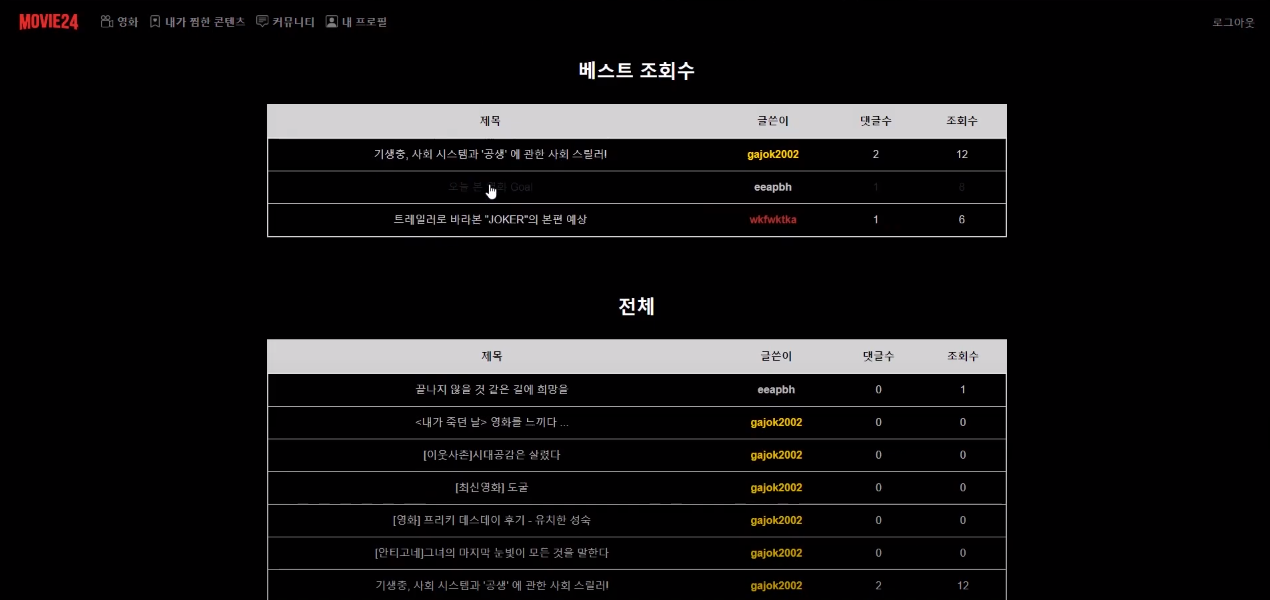 MOVIE24 영화 내가 찜한 콘텐츠 커뮤니티 내 프로필 로그아웃
베스트 조회수
제목 글쓴이 댓글수 조회수
기생충, 사회 시스템과 '공생' 에 관한 사회 스릴러! gajok2002 2 12
오늘 본 Goal eeapbh 1 8
트레일러로 바라본 "JOKER"의 본편 예상 wkfwktka 1 6
전체
제목 글쓴이 댓글수 조회수
끝나지 않을 것 같은 길에 희망을 eeapbh 0 1
<내가 죽던 날> 영화를 느끼다 ... gajok2002 0 0
[이웃사촌]시대공감은 살렸다 gajok2002 0 0
[최신영화] 도굴 gajok2002 0 0
[영화] 프리키 데스데이 후기 - 유치한 성숙 gajok2002 0 0
[안티고네]그녀의 마지막 눈빛이 모든 것을 말한다 gajok2002 0 0
기생충, 사회 시스템과 '공생' 에 관한 사회 스릴러! gajok2002 2 12